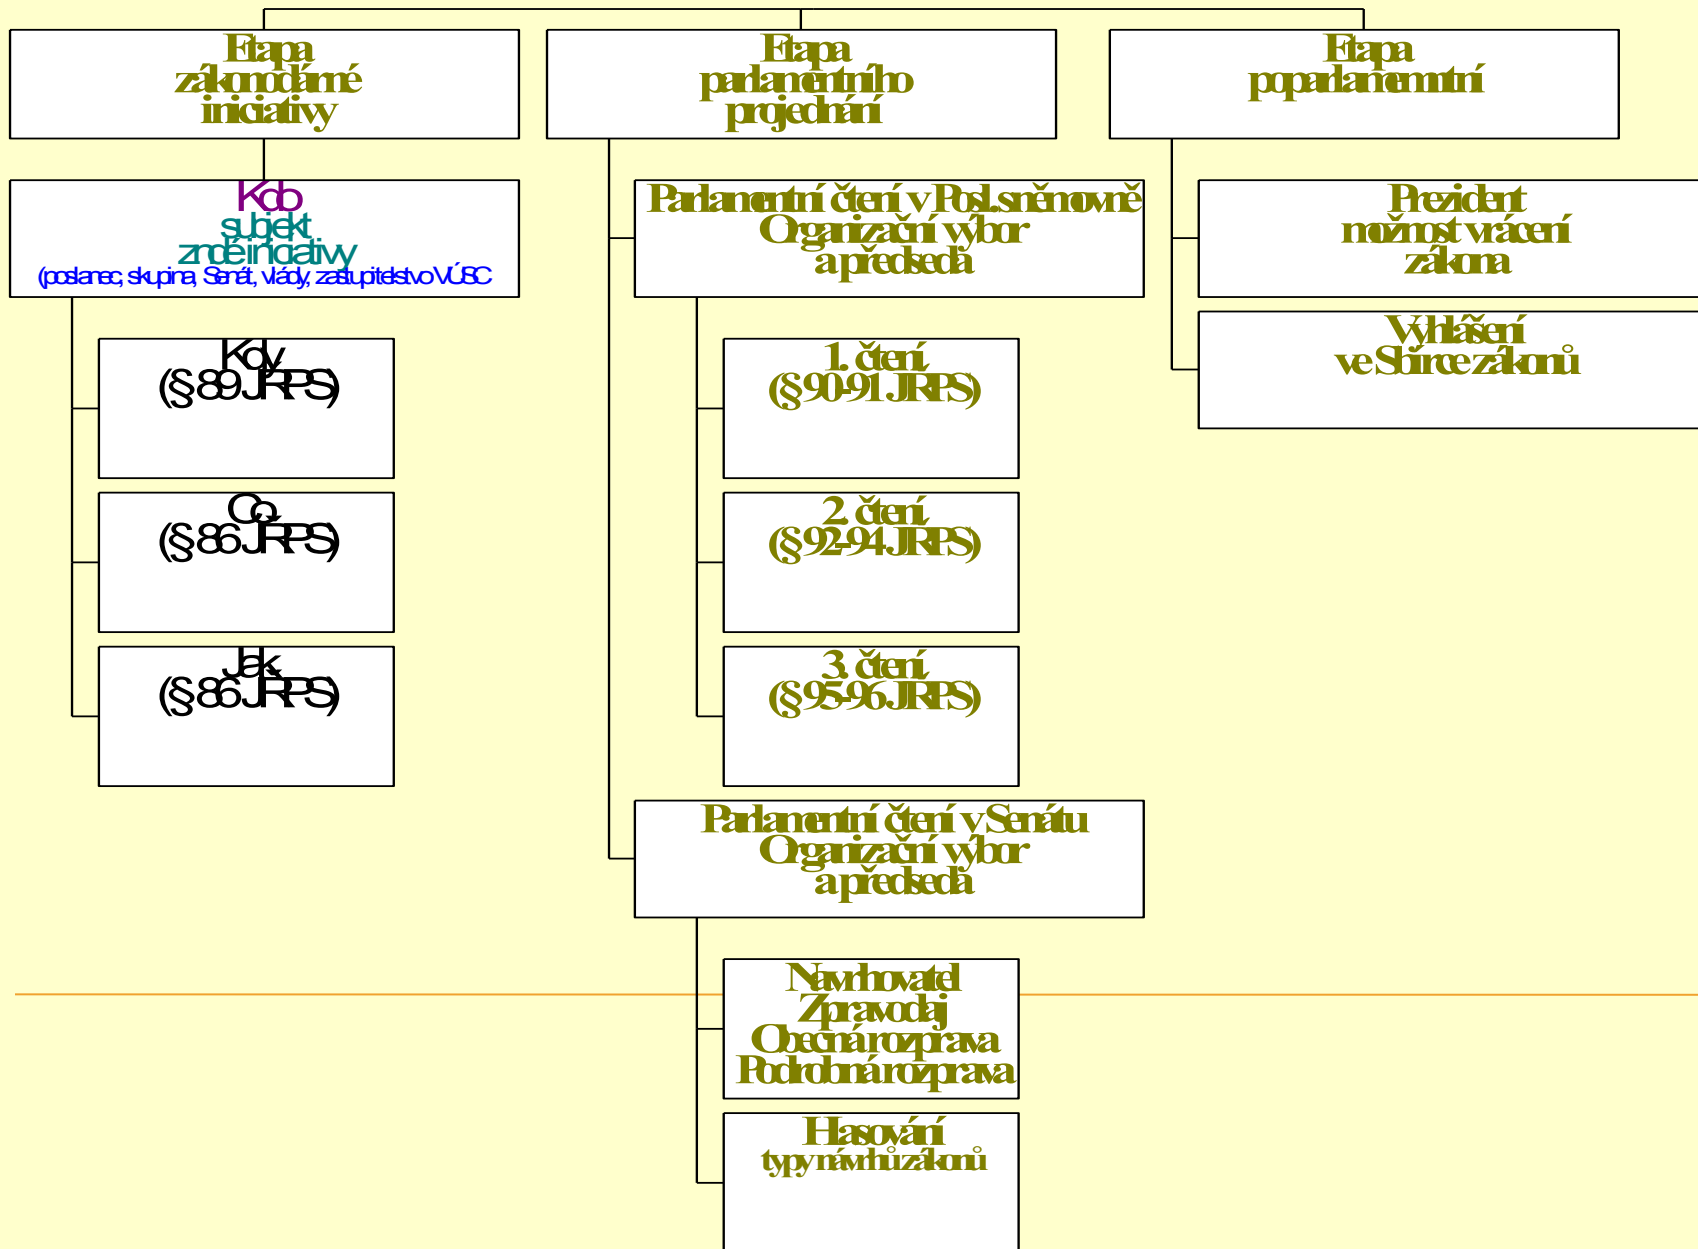 Etapa
zákonodárné
iniciativy
Kdo
subjekt
zndé iniciativy
(poslanec, skupina, Senát, vlády, zastupitelstvo VÚSC
Kdy
(§ 89 JŘPS)
Co,
(§ 86 JŘPS)
Jak
(§ 86 JŘPS)
Etapa
parlamentního
projednání
Parlamentní čtení v Posl.sněmovně
Organizační výbor
a předseda
1. čtení,
(§ 90-91 JŘPS)
2. čtení,
(§ 92-94 JŘPS)
3. čtení,
(§ 95-96 JŘPS)
Parlamentní čtení v Senátu
Organizační výbor
a předseda
Navrhovatel
Zpravodaj
Obecná rozprava
Podrobná rozprava
Hlasování
typy návrhů zákonů
Etapa
poparlamemntní
Prezident
možnost vrácení
zákona
Vyhlášení
ve Sbírce zákonů